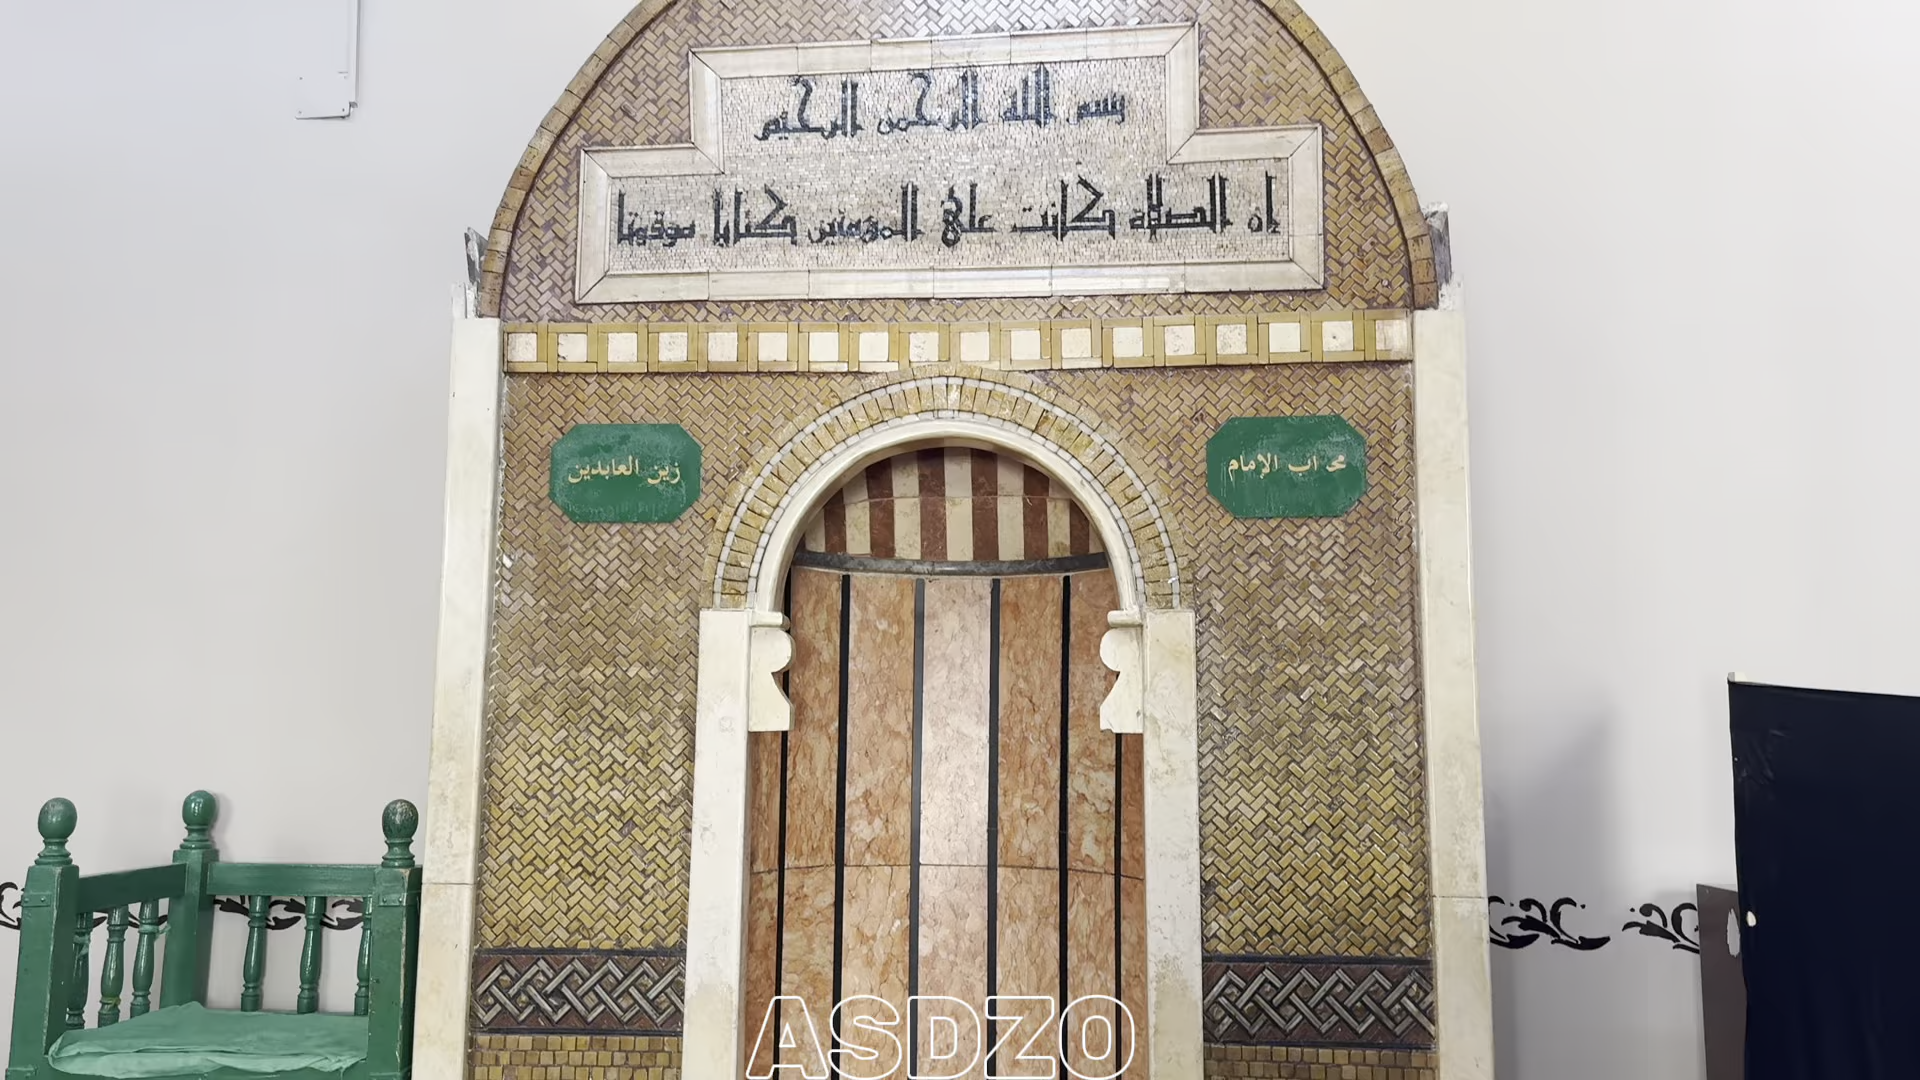 بسم الله الرحمن الرحيم
إن الصلاة كانت على المؤمنين كتابا موقوتا
محراب الإمام
زين العابدين
ASDZO